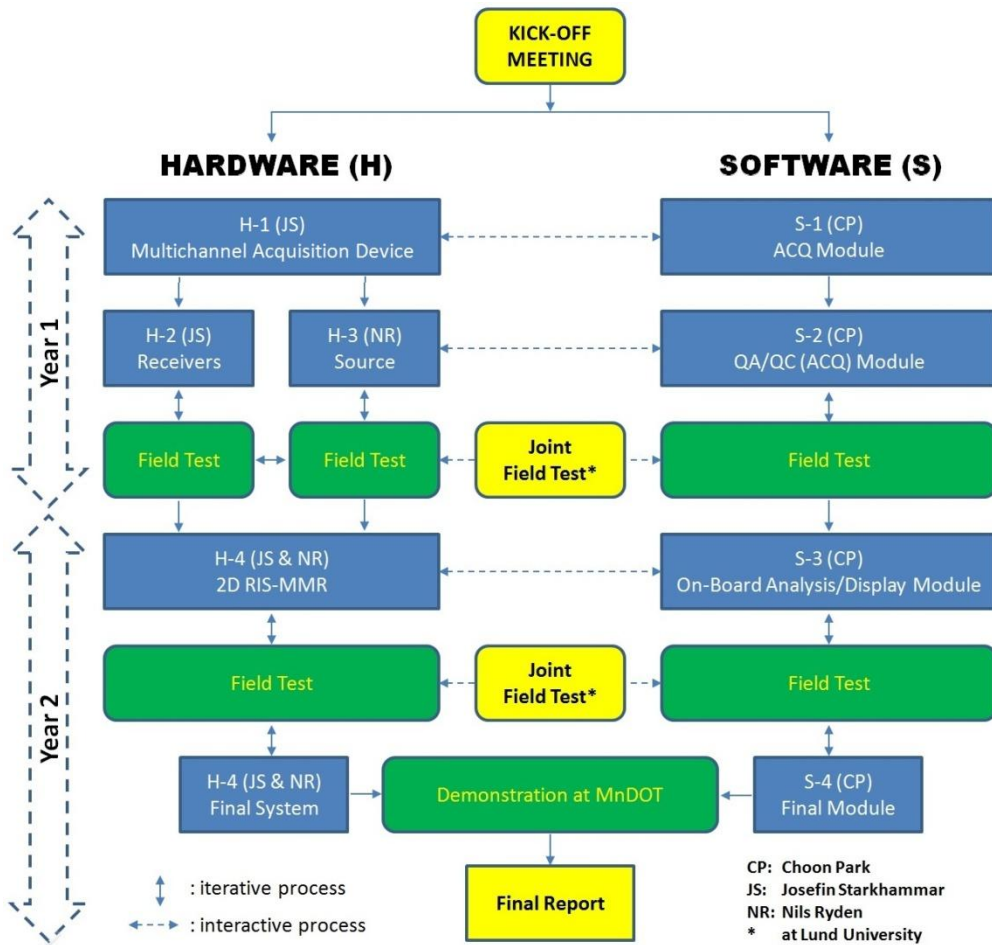 KICK-OFF
MEETING
HARDWARE (H)
SOFTWARE (S)
Year 1
H-1 (JS)
Multichannel Acquisition Device
S-1 (CP)
ACQ Module
H-2 (JS)
Receivers
H-3 (NR)
Source
S-2 (CP)
QA/QC (ACQ) Module
Field Test
Field Test
Joint
Field Test*
Field Test
Year 2
H-4 (JS & NR)
2D RIS-MMR
S-3 (CP)
On-Board Analysis/Display Module
Field Test
Joint
Field Test*
Field Test
H-4 (JS & NR)
Final System
Demonstration at MnDOT
S-4 (CP)
Final Module
Final Report
: iterative process
: interactive process
CP: Choon Park
JS: Josefin Starkhammar
NR: Nils Ryden
* at Lund University